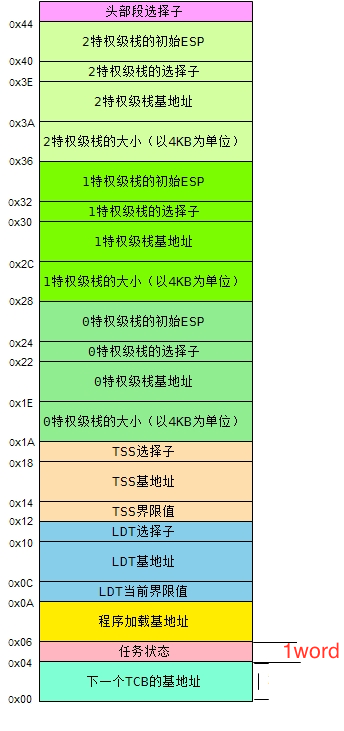 头部段选择子
0x44
2特权级栈的初始ESP
0x40
2特权级栈的选择子
0x3E
2特权级栈基地址
0x3A
2特权级栈的大小（以4KB为单位）
0x36
1特权级栈的初始ESP
0x32
1特权级栈的选择子
0x30
1特权级栈基地址
0x2C
1特权级栈的大小（以4KB为单位）
0x28
0特权级栈的初始ESP
0x24
0特权级栈的选择子
0x22
0特权级栈基地址
0x1E
0特权级栈的大小（以4KB为单位）
0x1A
TSS选择子
0x18
TSS基地址
0x14
TSS界限值
0x12
LDT选择子
0x10
LDT基地址
0x0C
LDT当前界限值
0x0A
程序加载基地址
0x06
任务状态
1word
0x04
下一个TCB的基地址
0x00